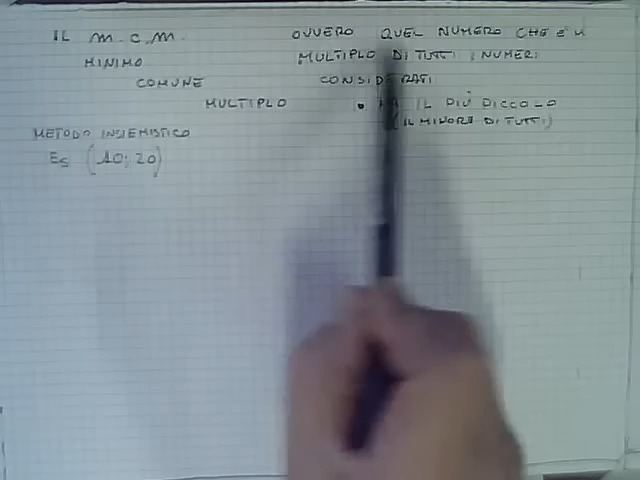 IL m.c.m. OVVERO QUEL NUMERO CHE È
MINIMO MULTIPLO DI TUTTI I NUMERI
COMUNE CONSIDERATI
MULTIPLO • IL PIÙ PICCOLO
(IL MINORE DI TUTTI)
METODO INSIEMISTICO
ES (10; 20)